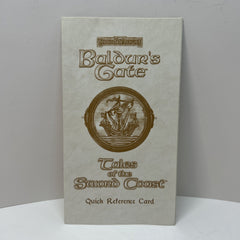 Baldur's
Gate
Tales
of the
Sword Coast
Quick Reference Card